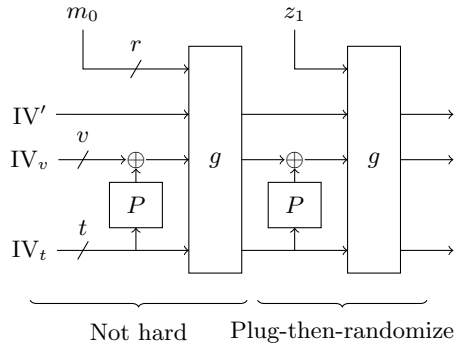 m₀ z₁
r
IV′
IVᵥ v g g
P P
t
IVₜ
Not hard Plug-then-randomize